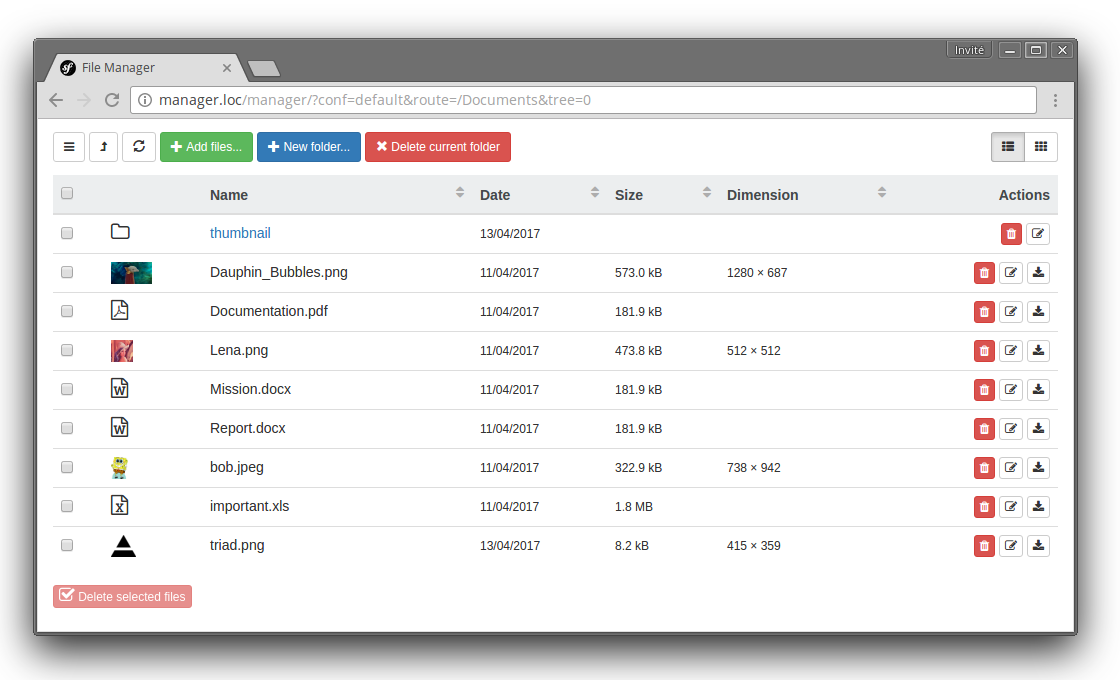 Invité
sf File Manager
manager.loc/manager/?conf=default&route=/Documents&tree=0
Add files... New folder... Delete current folder
Name Date Size Dimension Actions
thumbnail 13/04/2017
Dauphin_Bubbles.png 11/04/2017 573.0 kB 1280 × 687
Documentation.pdf 11/04/2017 181.9 kB
Lena.png 11/04/2017 473.8 kB 512 × 512
W Mission.docx 11/04/2017 181.9 kB
W Report.docx 11/04/2017 181.9 kB
bob.jpeg 11/04/2017 322.9 kB 738 × 942
X important.xls 11/04/2017 1.8 MB
triad.png 13/04/2017 8.2 kB 415 × 359
Delete selected files